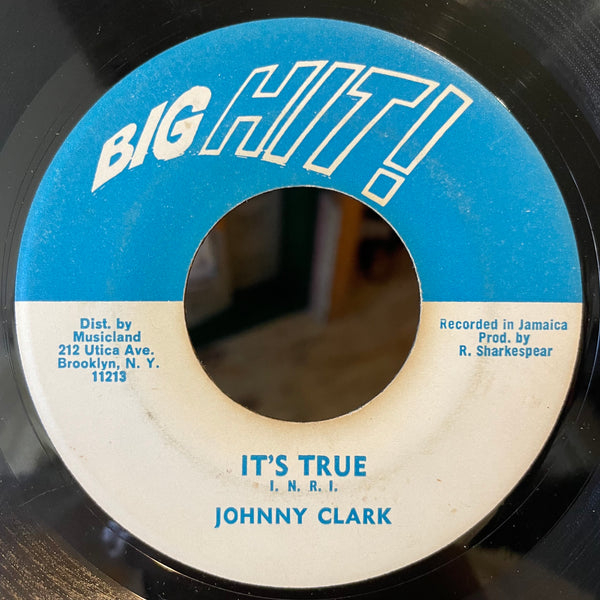 BIG HIT!
Dist. by
Musicland
212 Utica Ave.
Brooklyn, N. Y.
11213
Recorded in Jamaica
Prod. by
R. Sharkespear
IT'S TRUE
I. N. R. I.
JOHNNY CLARK